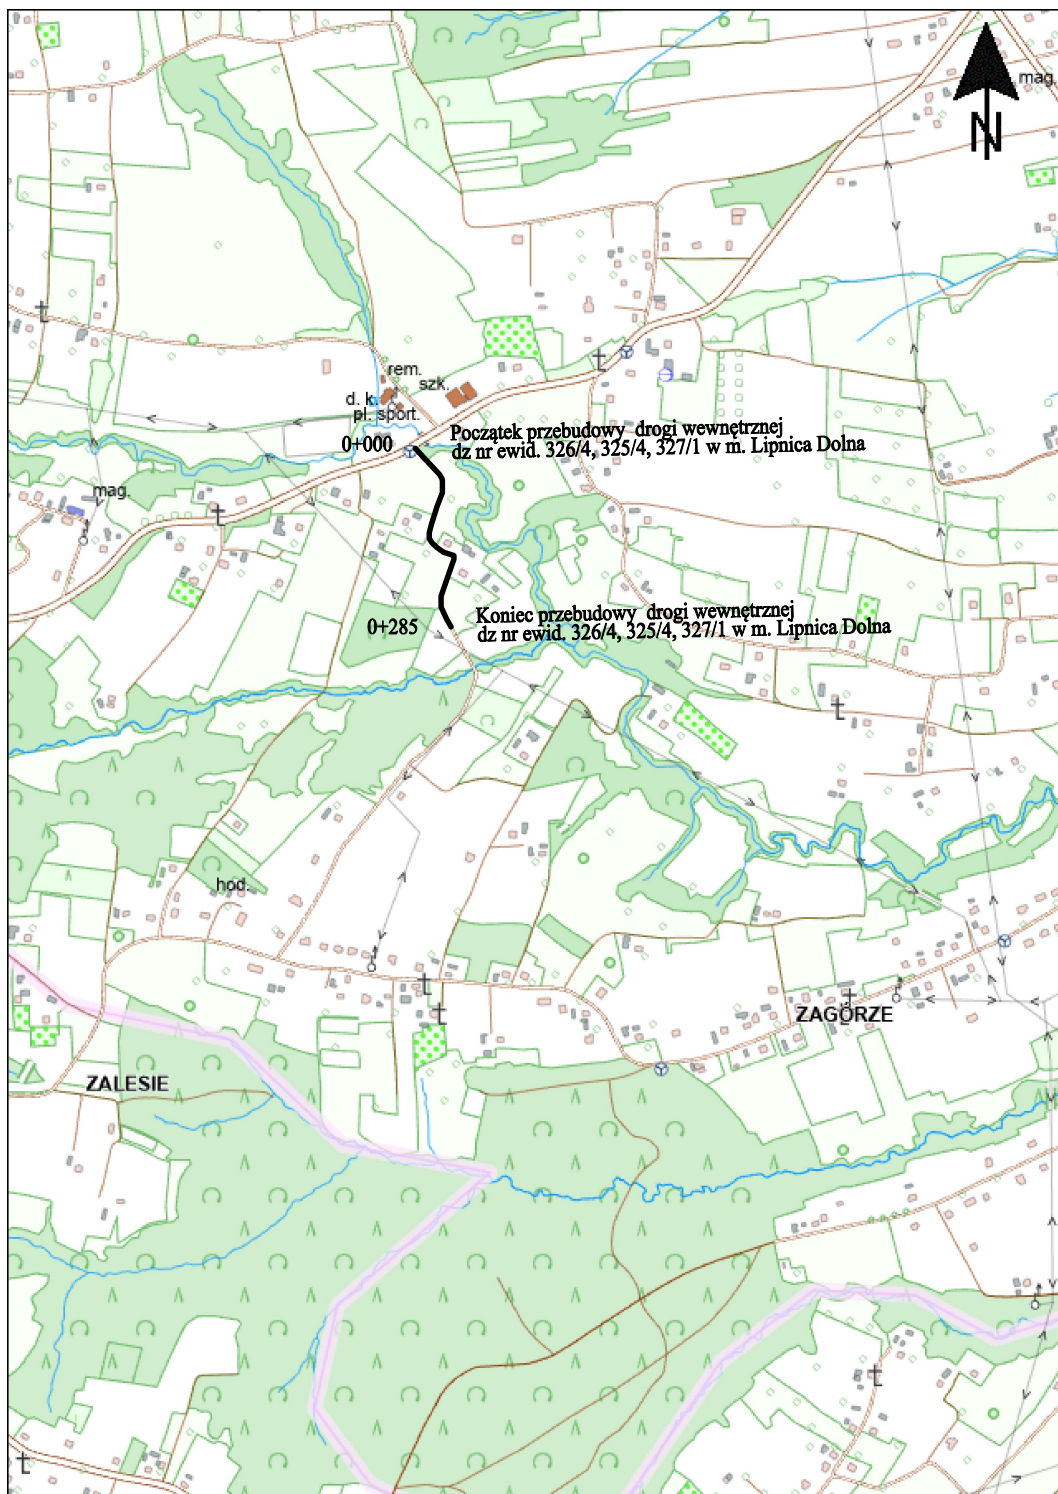 mag.
N
rem.
szk.
d. k.
pl. sport.
0+000
Początek przebudowy drogi wewnętrznej
dz nr ewid. 326/4, 325/4, 327/1 w m. Lipnica Dolna
mag.
Koniec przebudowy drogi wewnętrznej
0+285
dz nr ewid. 326/4, 325/4, 327/1 w m. Lipnica Dolna
hod.
ZAGÓRZE
ZALESIE